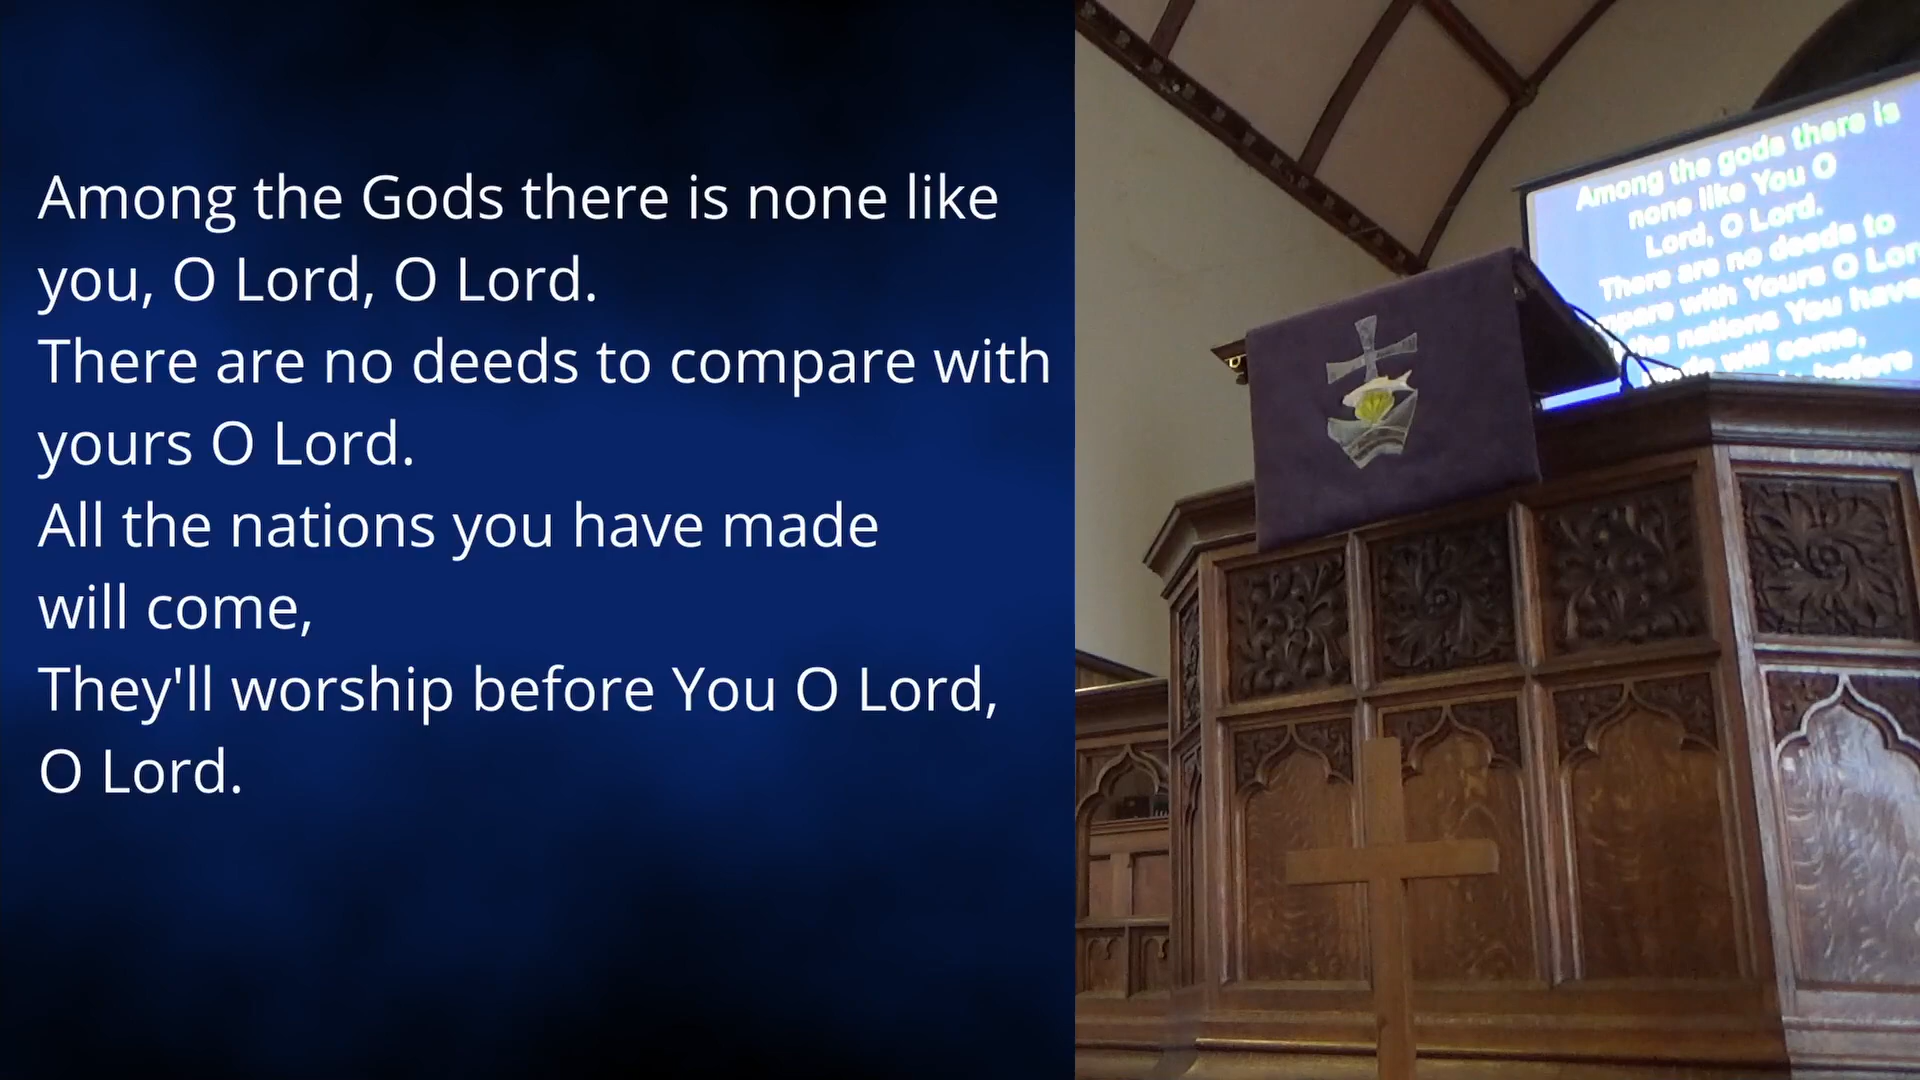 Among the Gods there is none like
you, O Lord, O Lord.
There are no deeds to compare with
yours O Lord.
All the nations you have made
will come,
They'll worship before You O Lord,
O Lord.
Among the gods there is
none like You O
Lord, O Lord.
There are no deeds to
with Yours O
nations You have
will come,
before